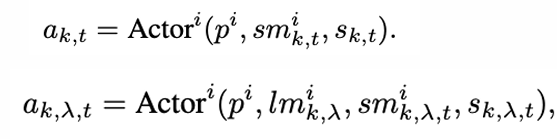 a_{k,t} = Actor^i(p^i, sm^i_{k,t}, s_{k,t}).
a_{k,λ,t} = Actor^i(p^i, lm^i_{k,λ}, sm^i_{k,λ,t}, s_{k,λ,t}),